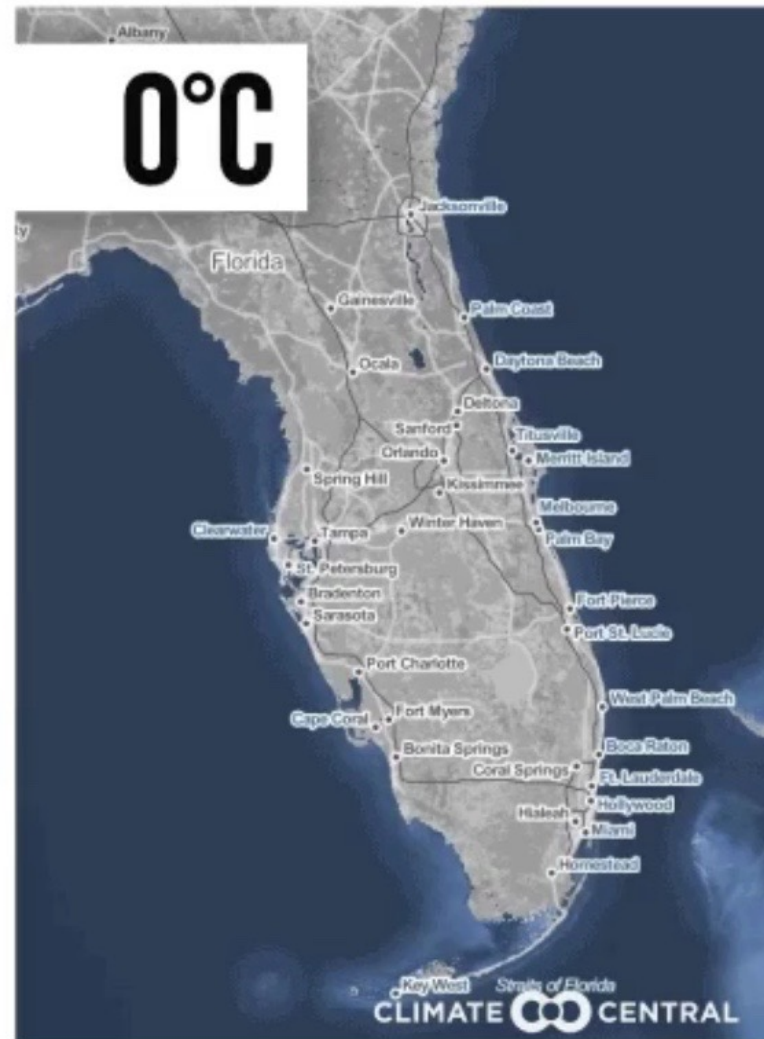 Albany
0°C
Jacksonville
Florida
Gainesville
Palm Coast
Ocala
Daytona Beach
Deltona
Sanford
Titusville
Orlando
Merritt Island
Spring Hill
Kissimmee
Melbourne
Clearwater
Tampa
Winter Haven
Palm Bay
St. Petersburg
Bradenton
Fort Pierce
Sarasota
Port St. Lucie
Port Charlotte
West Palm Beach
Cape Coral
Fort Myers
Bonita Springs
Boca Raton
Coral Springs
Ft. Lauderdale
Hollywood
Hialeah
Miami
Homestead
Key West
Straits of Florida
CLIMATE CENTRAL